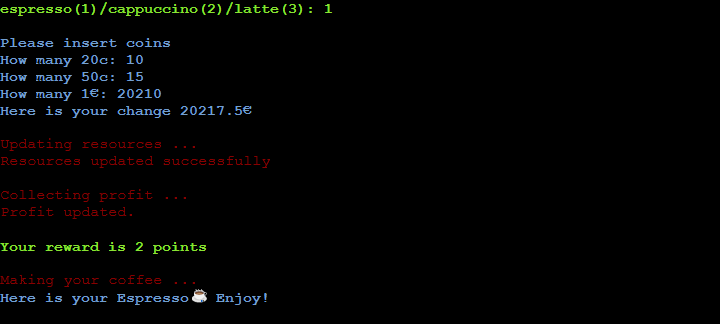 espresso(1)/cappuccino(2)/latte(3): 1
Please insert coins
How many 20c: 10
How many 50c: 15
How many 1€: 20210
Here is your change 20217.5€
Updating resources ...
Resources updated successfully
Collecting profit ...
Profit updated.
Your reward is 2 points
Making your coffee ...
Here is your Espresso☕ Enjoy!